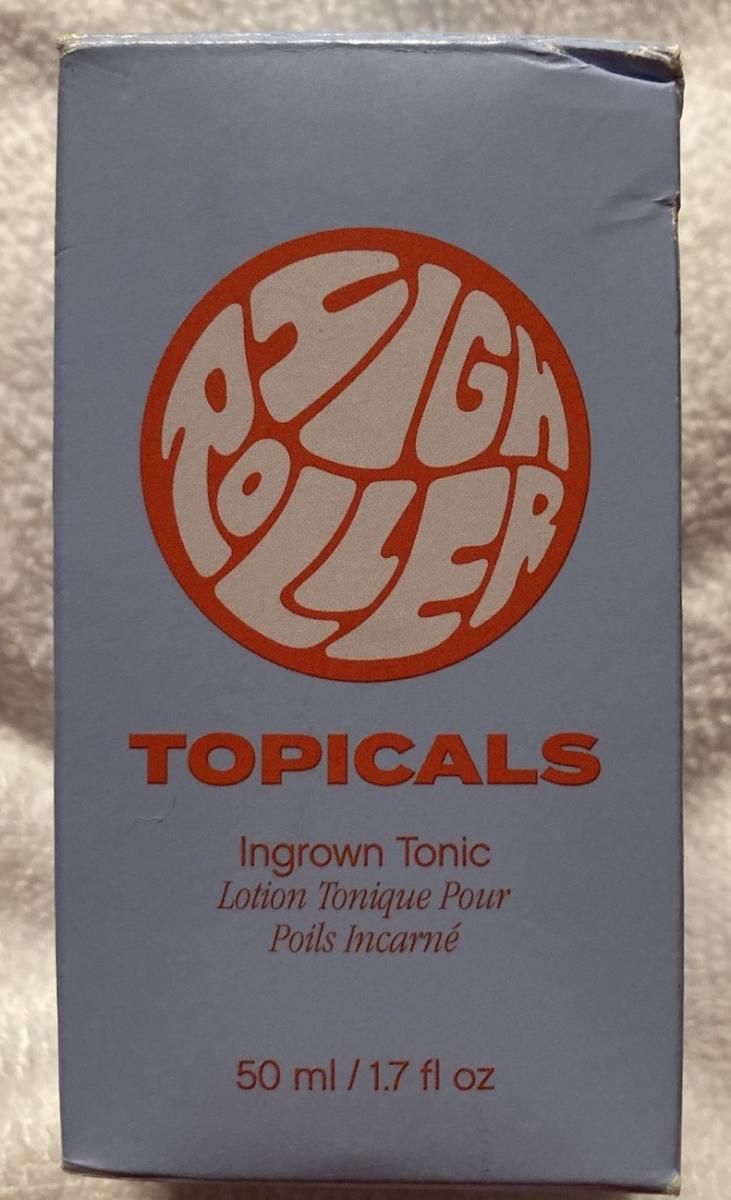 HIGH
ROLLER
TOPICALS
Ingrown Tonic
Lotion Tonique Pour
Poils Incarné
50 ml / 1.7 fl oz